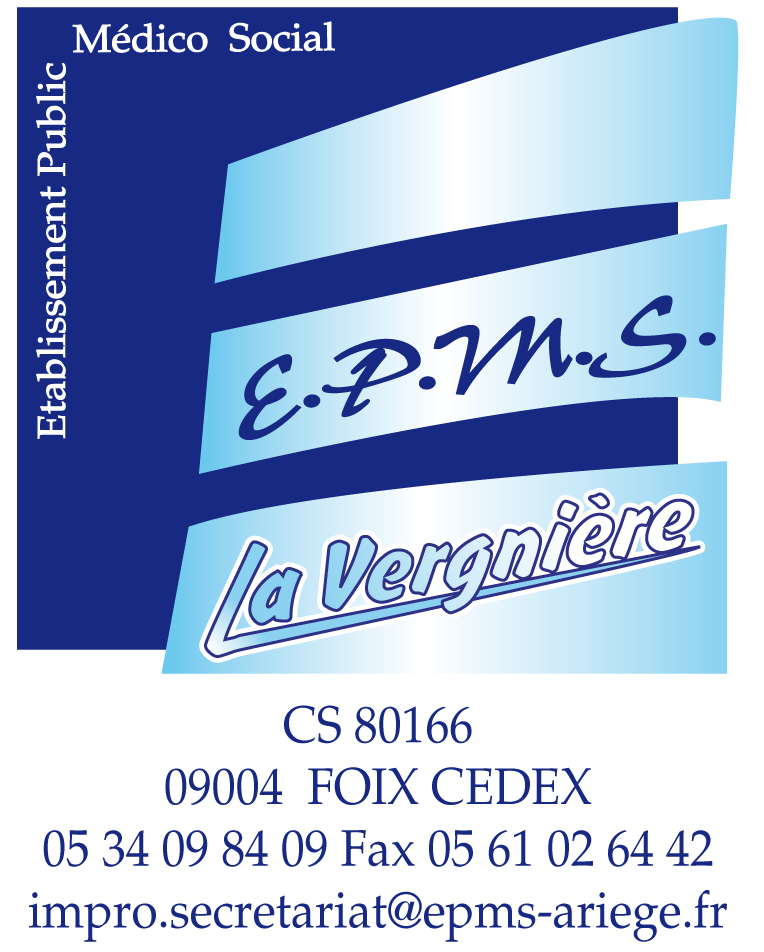 Etablissement Public
Médico Social
E.P.M.S.
La Vergnière
CS 80166
09004 FOIX CEDEX
05 34 09 84 09 Fax 05 61 02 64 42
impro.secretariat@epms-ariege.fr